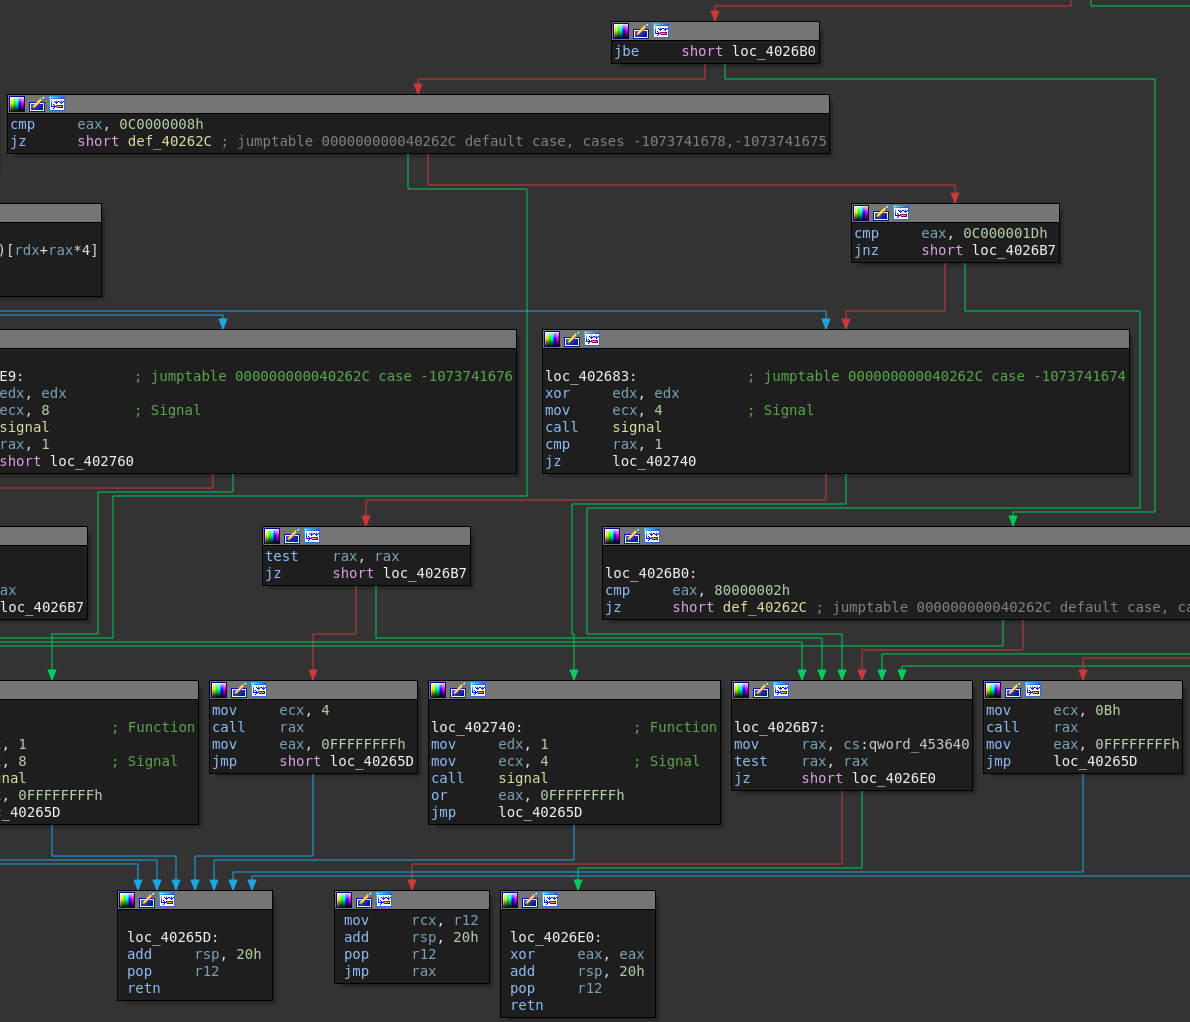 jbe short loc_4026B0
cmp eax, 0C0000008h
jz short def_40262C ; jumptable 000000000040262C default case, cases -1073741678,-1073741675
)[rdx+rax*4]
cmp eax, 0C000001Dh
jnz short loc_4026B7
E9: ; jumptable 000000000040262C case -1073741676
edx, edx
ecx, 8 ; Signal
signal
rax, 1
short loc_402760
loc_402683: ; jumptable 000000000040262C case -1073741674
xor edx, edx
mov ecx, 4 ; Signal
call signal
cmp rax, 1
jz loc_402740
ax
loc_4026B7
test rax, rax
jz short loc_4026B7
loc_4026B0:
cmp eax, 80000002h
jz short def_40262C ; jumptable 000000000040262C default case, ca
; Function
, 1
, 8 ; Signal
nal
, 0FFFFFFFFh
_40265D
mov ecx, 4
call rax
mov eax, 0FFFFFFFFh
jmp short loc_40265D
loc_402740: ; Function
mov edx, 1
mov ecx, 4 ; Signal
call signal
or eax, 0FFFFFFFFh
jmp loc_40265D
loc_4026B7:
mov rax, cs:qword_453640
test rax, rax
jz short loc_4026E0
mov ecx, 0Bh
call rax
mov eax, 0FFFFFFFFh
jmp loc_40265D
loc_40265D:
add rsp, 20h
pop r12
retn
mov rcx, r12
add rsp, 20h
pop r12
jmp rax
loc_4026E0:
xor eax, eax
add rsp, 20h
pop r12
retn